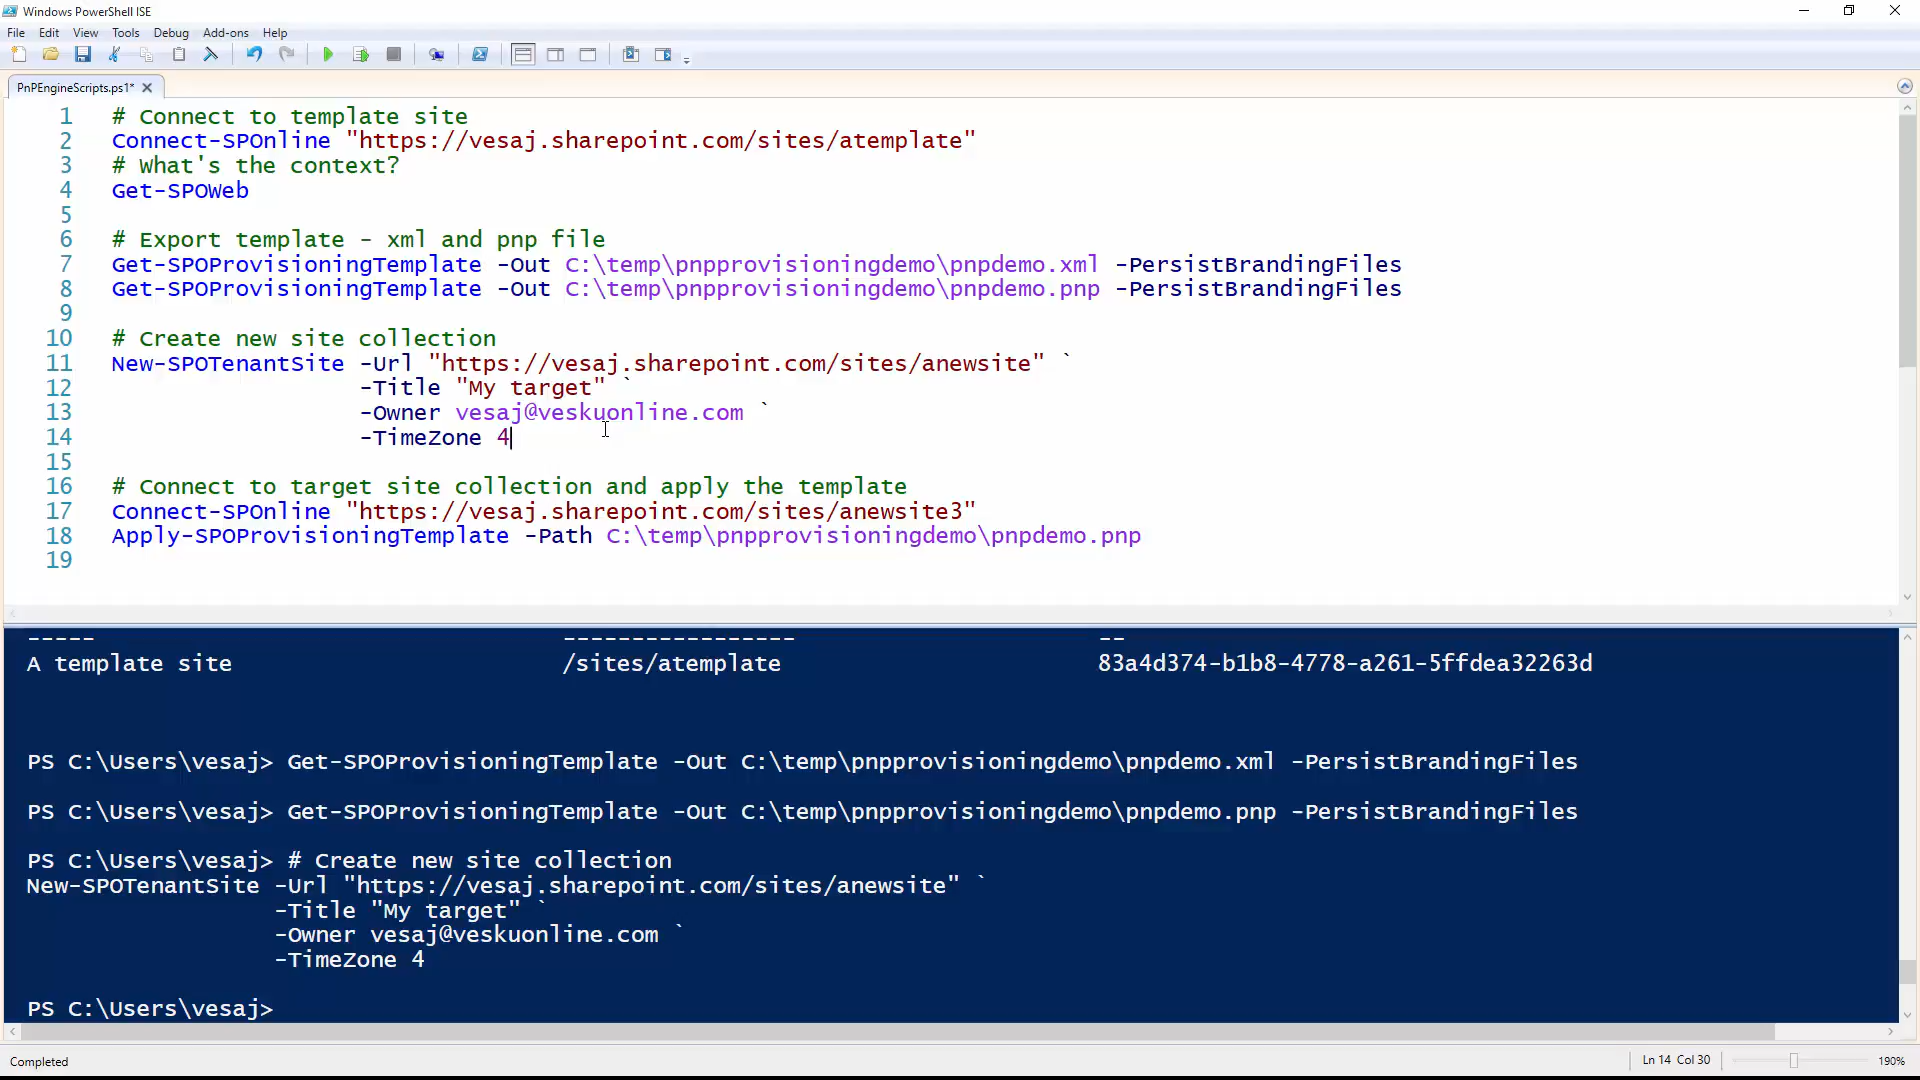 Windows PowerShell ISE
File Edit View Tools Debug Add-ons Help
PnPEngineScripts.ps1*
1 # Connect to template site
2 Connect-SPOnline "https://vesaj.sharepoint.com/sites/atemplate"
3 # What's the context?
4 Get-SPOWeb
5
6 # Export template - xml and pnp file
7 Get-SPOProvisioningTemplate -Out C:\temp\pnpprovisioningdemo\pnpdemo.xml -PersistBrandingFiles
8 Get-SPOProvisioningTemplate -Out C:\temp\pnpprovisioningdemo\pnpdemo.pnp -PersistBrandingFiles
9
10 # Create new site collection
11 New-SPOTenantSite -Url "https://vesaj.sharepoint.com/sites/anewsite" `
12 -Title "My target" `
13 -Owner vesaj@veskuonline.com `
14 -TimeZone 4
15
16 # Connect to target site collection and apply the template
17 Connect-SPOnline "https://vesaj.sharepoint.com/sites/anewsite3"
18 Apply-SPOProvisioningTemplate -Path C:\temp\pnpprovisioningdemo\pnpdemo.pnp
19
----- ----------------- --
A template site /sites/atemplate 83a4d374-b1b8-4778-a261-5ffdea32263d
PS C:\Users\vesaj> Get-SPOProvisioningTemplate -Out C:\temp\pnpprovisioningdemo\pnpdemo.xml -PersistBrandingFiles
PS C:\Users\vesaj> Get-SPOProvisioningTemplate -Out C:\temp\pnpprovisioningdemo\pnpdemo.pnp -PersistBrandingFiles
PS C:\Users\vesaj> # Create new site collection
New-SPOTenantSite -Url "https://vesaj.sharepoint.com/sites/anewsite" `
-Title "My target" `
-Owner vesaj@veskuonline.com `
-TimeZone 4
PS C:\Users\vesaj>
Completed Ln 14 Col 30 190%